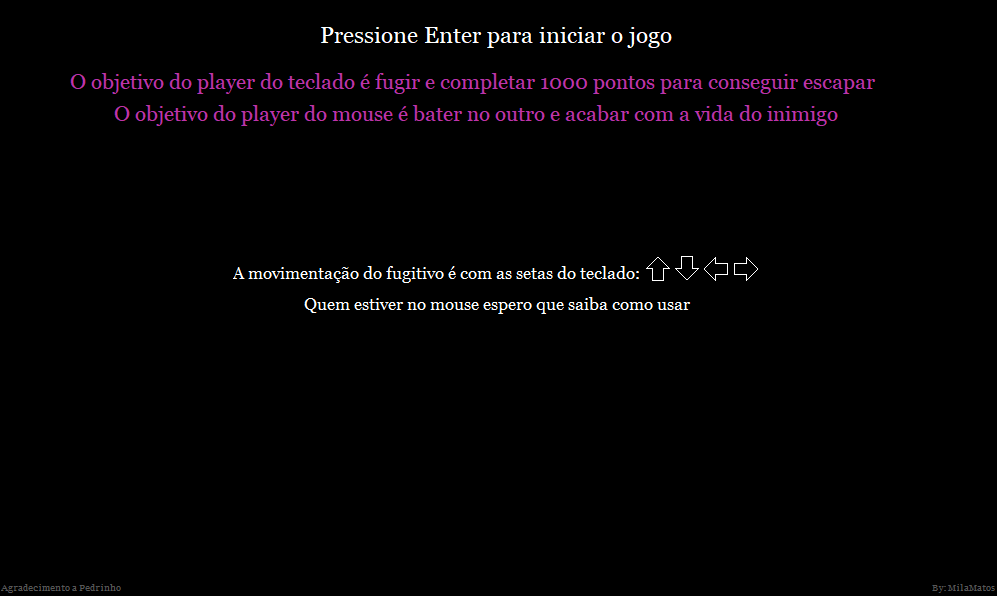 Pressione Enter para iniciar o jogo
O objetivo do player do teclado é fugir e completar 1000 pontos para conseguir escapar
O objetivo do player do mouse é bater no outro e acabar com a vida do inimigo
A movimentação do fugitivo é com as setas do teclado:
Quem estiver no mouse espero que saiba como usar
Agradecimento a Pedrinho
By: MilaMatos